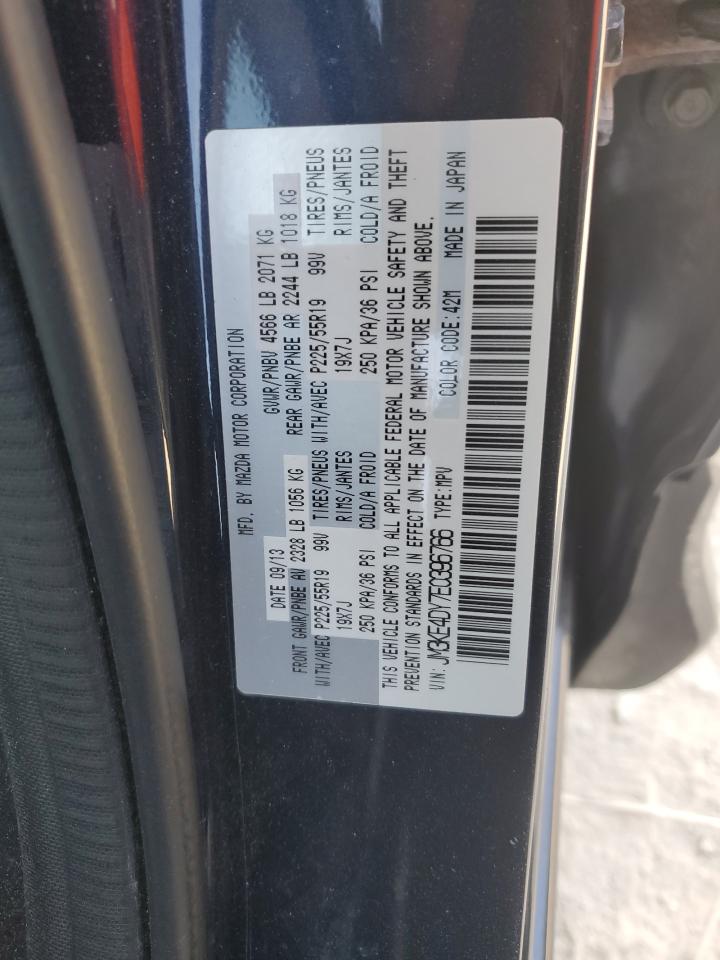 MFD. BY MAZDA MOTOR CORPORATION
DATE 09/13 GVWR/PNBV 4566 LB 2071 KG
FRONT GAWR/PNBE AV 2328 LB 1056 KG REAR GAWR/PNBE AR 2244 LB 1018 KG
WITH/AVEC P225/55R19 99V TIRES/PNEUS WITH/AVEC P225/55R19 99V TIRES/PNEUS
19X7J RIMS/JANTES 19X7J RIMS/JANTES
250 KPA/36 PSI COLD/A FROID 250 KPA/36 PSI COLD/A FROID
THIS VEHICLE CONFORMS TO ALL APPLICABLE FEDERAL MOTOR VEHICLE SAFETY AND THEFT
PREVENTION STANDARDS IN EFFECT ON THE DATE OF MANUFACTURE SHOWN ABOVE.
VIN: JM3KE4DY7E0396766 TYPE:MPV COLOR CODE:42M MADE IN JAPAN